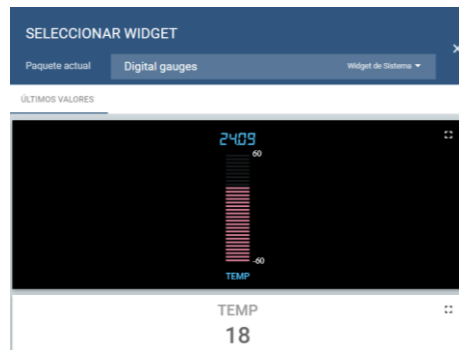 SELECCIONAR WIDGET
Paquete actual Digital gauges Widget de Sistema
ÚLTIMOS VALORES
24.09
60
-60
TEMP
TEMP
18